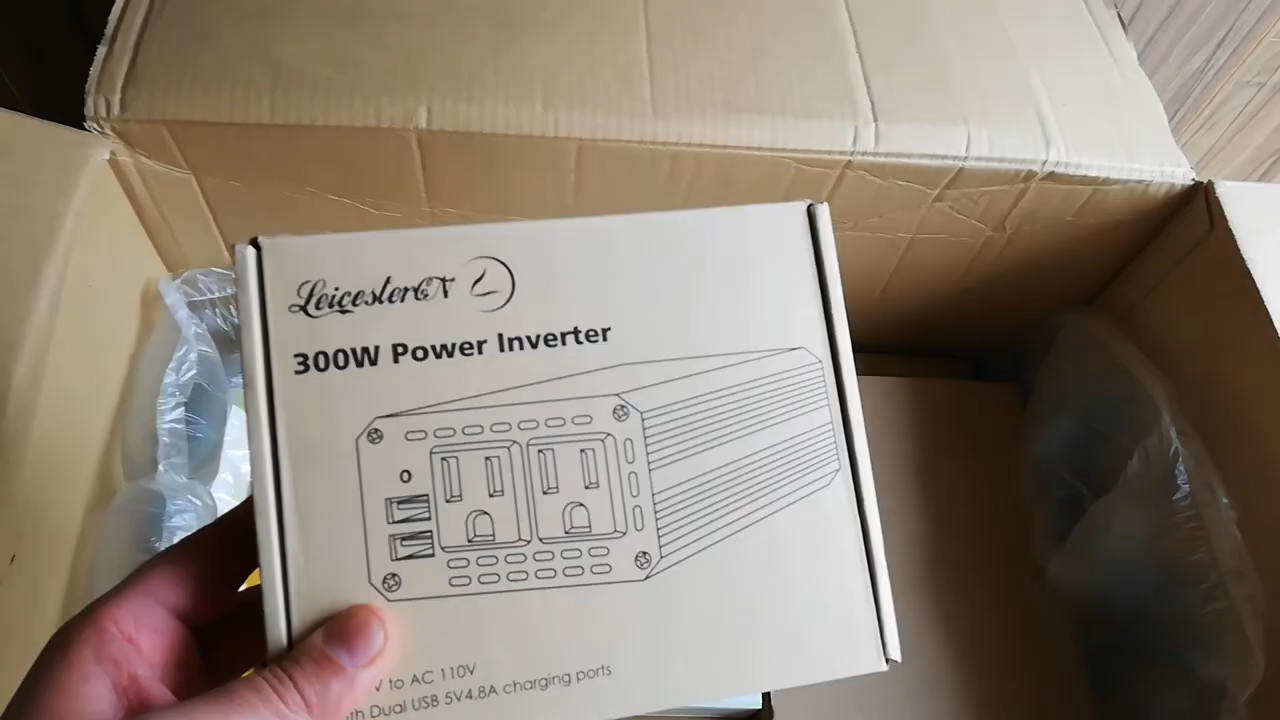 LeicesterCN
300W Power Inverter
V to AC 110V
th Dual USB 5V4.8A charging ports